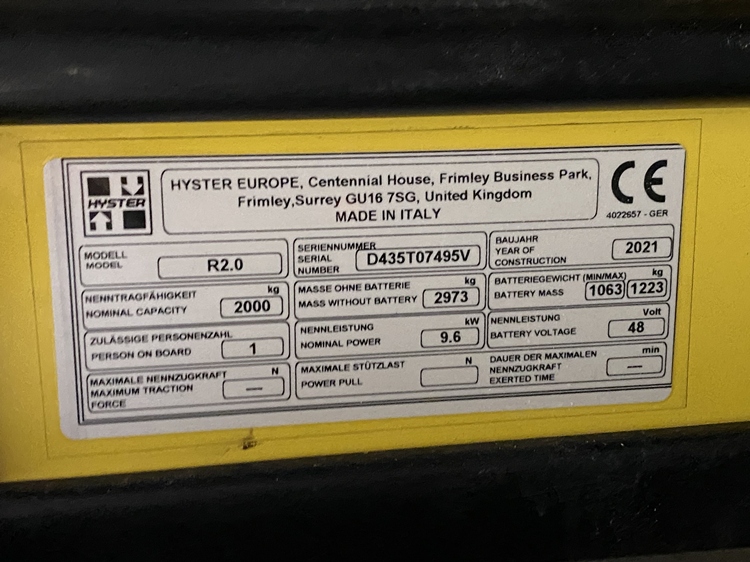 HYSTER
HYSTER EUROPE, Centennial House, Frimley Business Park,
Frimley,Surrey GU16 7SG, United Kingdom
MADE IN ITALY
CE
4022657 - GER
MODELL
MODEL
R2.0
SERIENNUMMER
SERIAL
NUMBER
D435T07495V
BAUJAHR
YEAR OF
CONSTRUCTION
2021
NENNTRAGFÄHIGKEIT
NOMINAL CAPACITY
kg
2000
MASSE OHNE BATTERIE
MASS WITHOUT BATTERY
kg
2973
BATTERIEGEWICHT (MIN/MAX)
BATTERY MASS
kg
1063 1223
ZULÄSSIGE PERSONENZAHL
PERSON ON BOARD
1
NENNLEISTUNG
NOMINAL POWER
kW
9.6
NENNLEISTUNG
BATTERY VOLTAGE
Volt
48
MAXIMALE NENNZUGKRAFT
MAXIMUM TRACTION
FORCE
N
—
MAXIMALE STÜTZLAST
POWER PULL
N
DAUER DER MAXIMALEN
NENNZUGKRAFT
EXERTED TIME
min
—